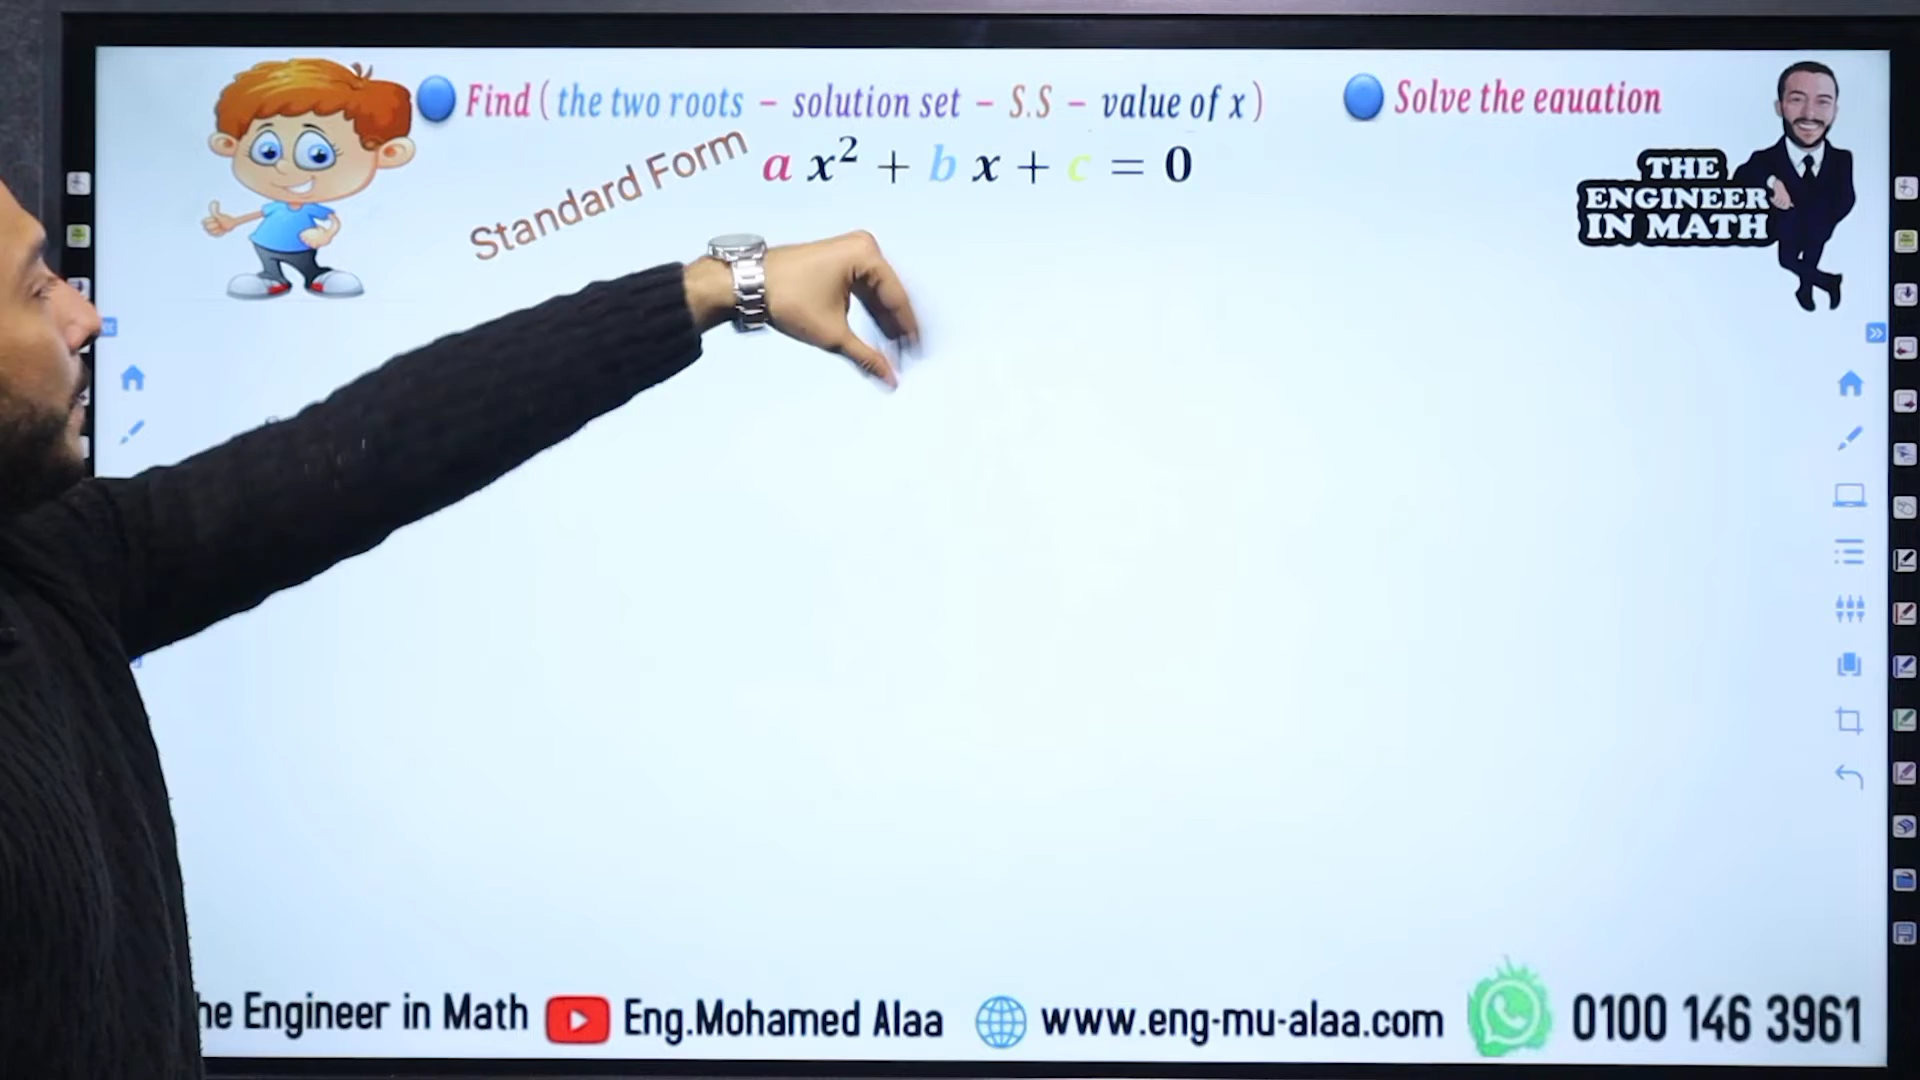 Find ( the two roots – solution set – S.S – value of x )
Solve the eauation
Standard Form
a x² + b x + c = 0
THE
ENGINEER
IN MATH
he Engineer in Math
Eng.Mohamed Alaa
www.eng-mu-alaa.com
0100 146 3961